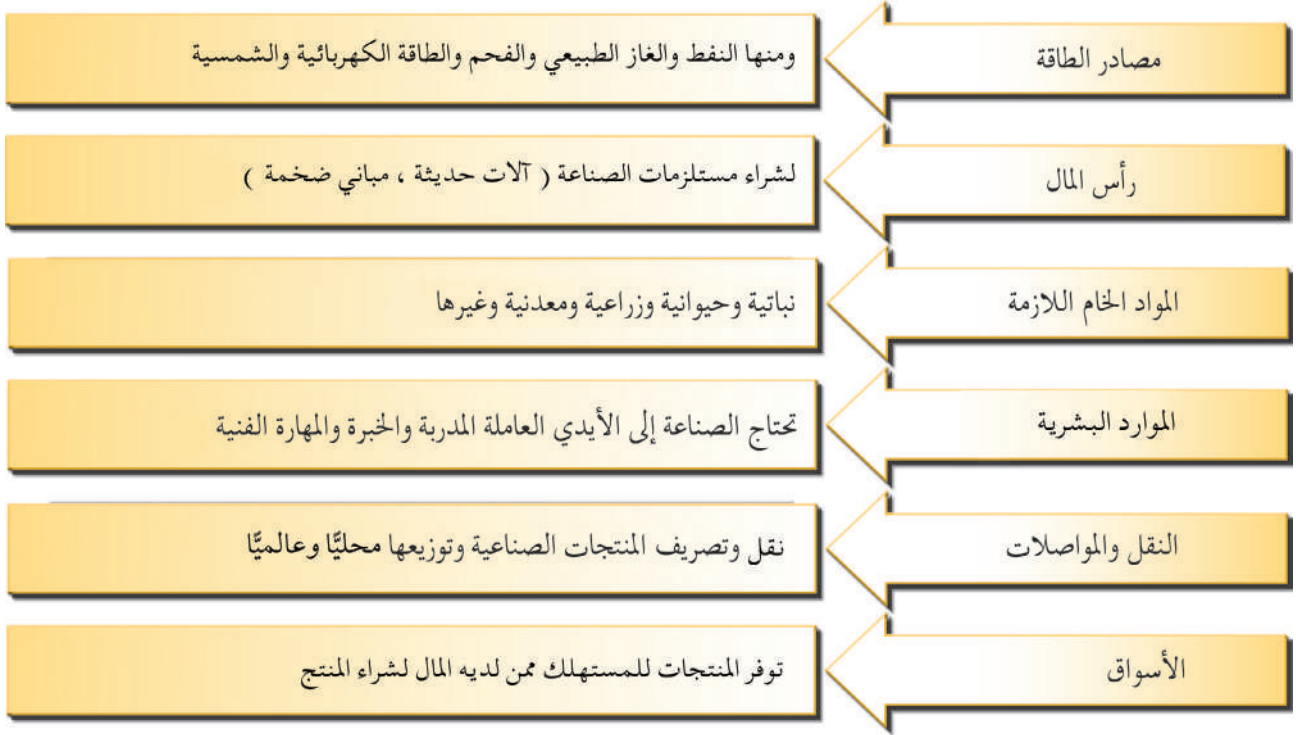 مصادر الطاقة
ومنها النفط والغاز الطبيعي والفحم والطاقة الكهربائية والشمسية
رأس المال
لشراء مستلزمات الصناعة ( آلات حديثة ، مباني ضخمة )
المواد الخام اللازمة
نباتية وحيوانية وزراعية ومعدنية وغيرها
الموارد البشرية
تحتاج الصناعة إلى الأيدي العاملة المدربة والخبرة والمهارة الفنية
النقل والمواصلات
نقل وتصريف المنتجات الصناعية وتوزيعها محليًّا وعالميًّا
الأسواق
توفر المنتجات للمستهلك ممن لديه المال لشراء المنتج